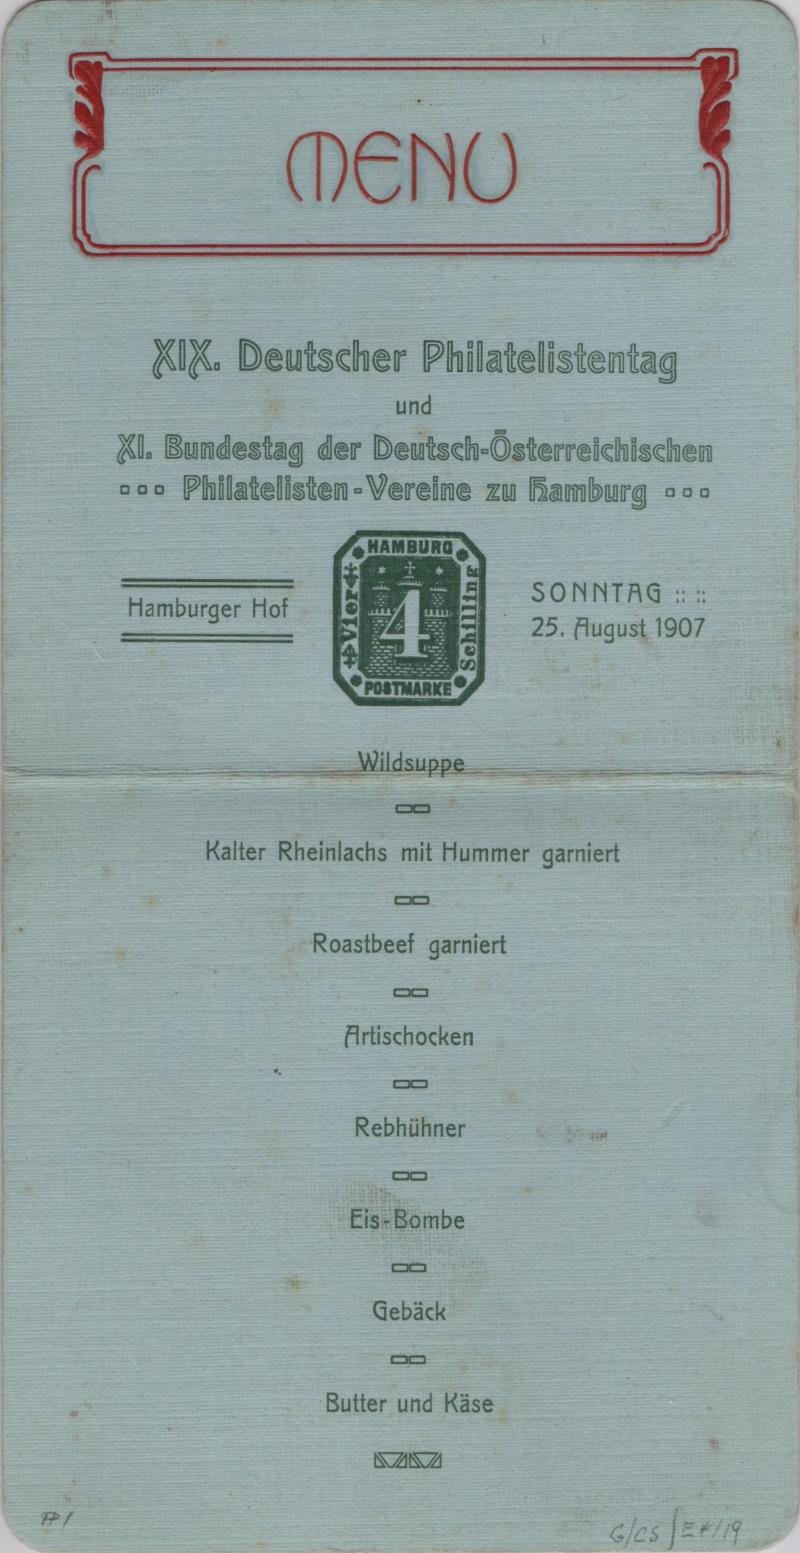 MENU
XIX. Deutscher Philatelistentag
und
XI. Bundestag der Deutsch-Österreichischen
Philatelisten-Vereine zu Hamburg
Hamburger Hof
HAMBURG
Vier
4
Schilling
POSTMARKE
SONNTAG :: ::
25. August 1907
Wildsuppe
Kalter Rheinlachs mit Hummer garniert
Roastbeef garniert
Artischocken
Rebhühner
Eis-Bombe
Gebäck
Butter und Käse
G/CS